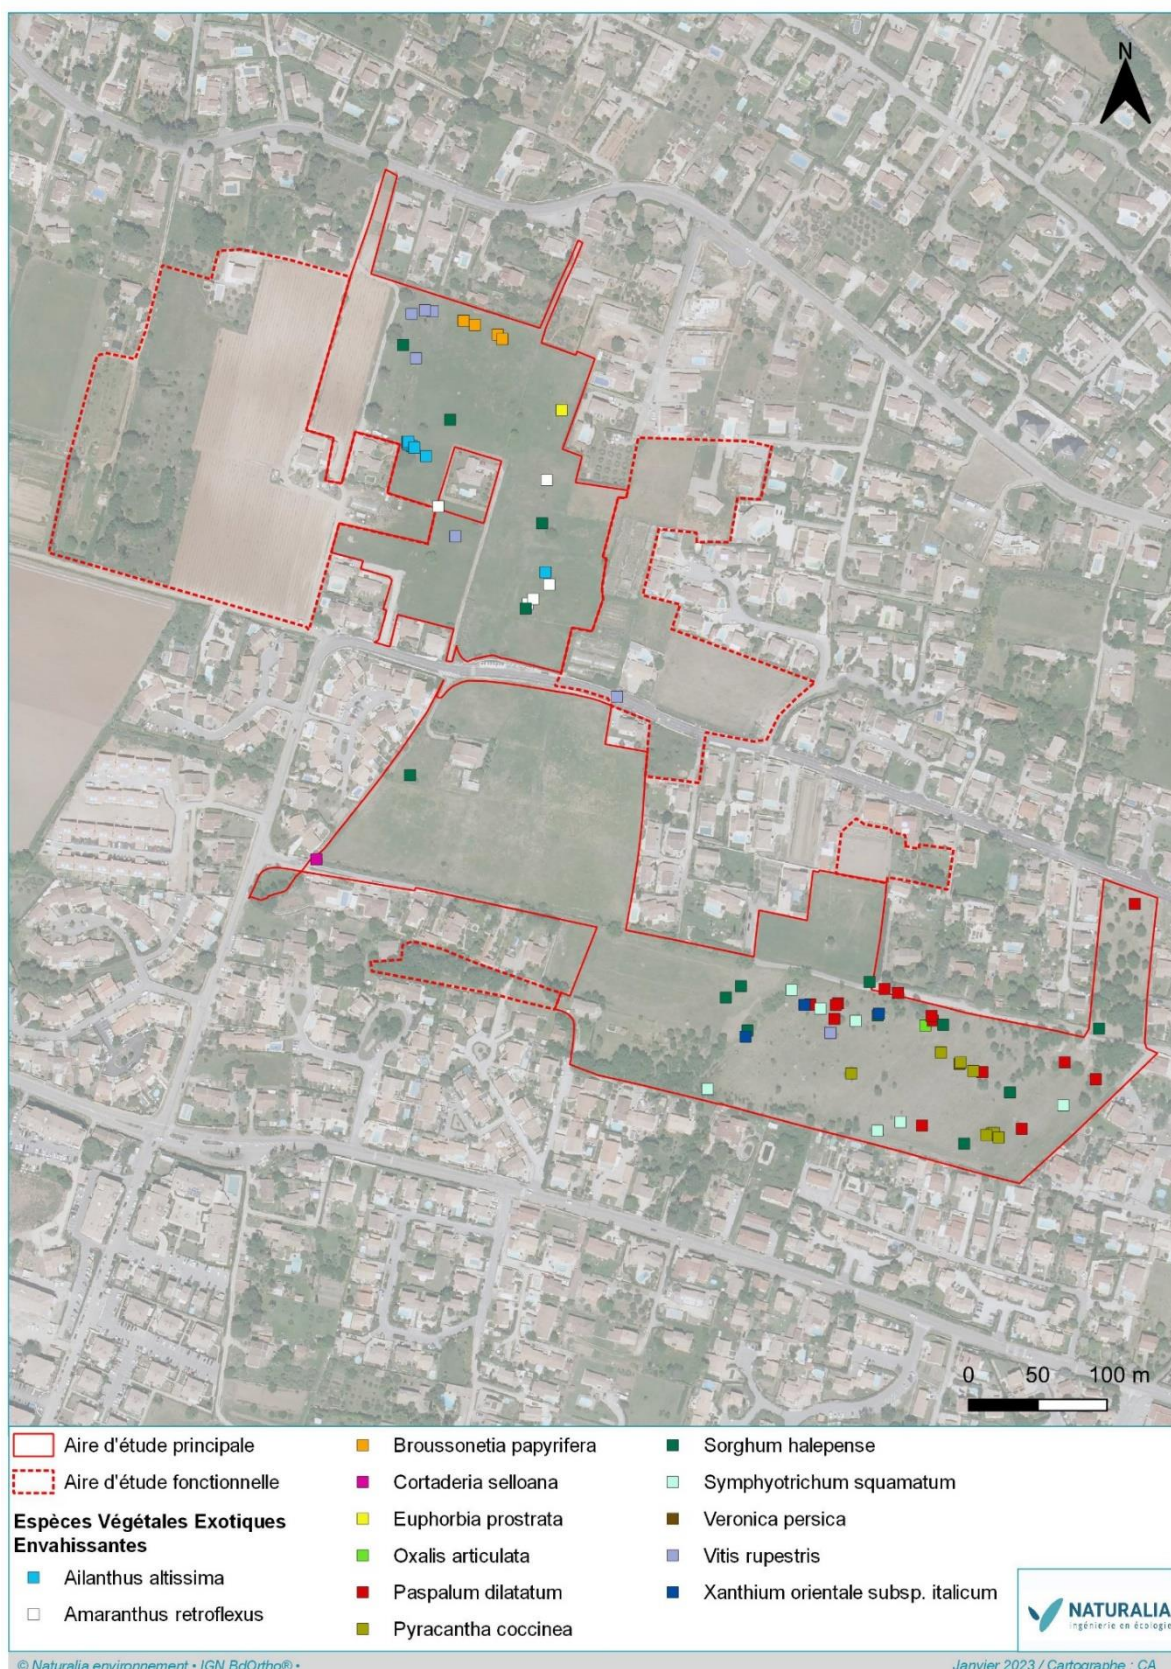 N
0 50 100 m
Aire d'étude principale
Aire d'étude fonctionnelle
Espèces Végétales Exotiques
Envahissantes
Ailanthus altissima
Amaranthus retroflexus
Broussonetia papyrifera
Cortaderia selloana
Euphorbia prostrata
Oxalis articulata
Paspalum dilatatum
Pyracantha coccinea
Sorghum halepense
Symphyotrichum squamatum
Veronica persica
Vitis rupestris
Xanthium orientale subsp. italicum
NATURALIA
Ingénierie en écologie
© Naturalia environnement • IGN BdOrtho® •
Janvier 2023 / Cartographe : CA